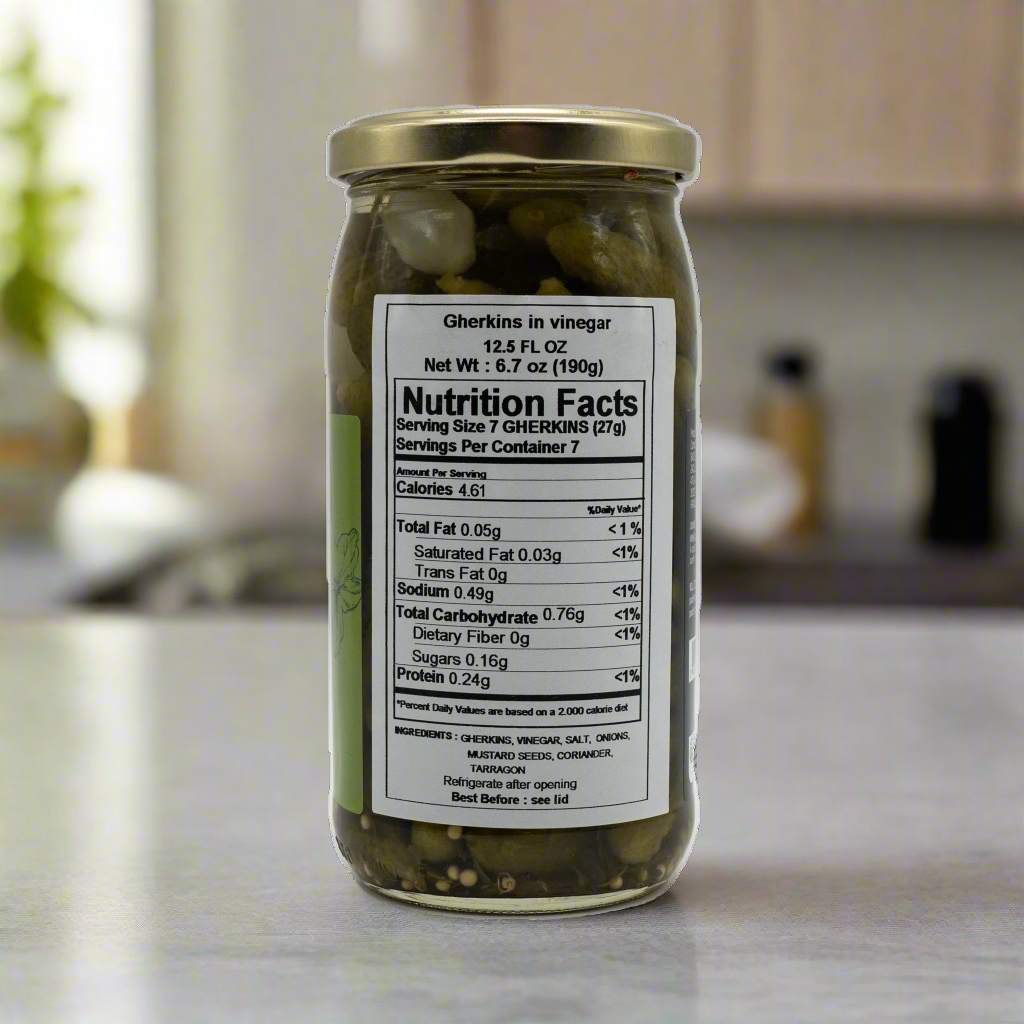 Gherkins in vinegar
12.5 FL OZ
Net Wt : 6.7 oz (190g)
Nutrition Facts
Serving Size 7 GHERKINS (27g)
Servings Per Container 7
Amount Per Serving
Calories 4.61
%Daily Value*
Total Fat 0.05g <1%
Saturated Fat 0.03g <1%
Trans Fat 0g
Sodium 0.49g <1%
Total Carbohydrate 0.76g <1%
Dietary Fiber 0g <1%
Sugars 0.16g
Protein 0.24g <1%
*Percent Daily Values are based on a 2.000 calorie diet
INGREDIENTS : GHERKINS, VINEGAR, SALT, ONIONS,
MUSTARD SEEDS, CORIANDER,
TARRAGON
Refrigerate after opening
Best Before : see lid